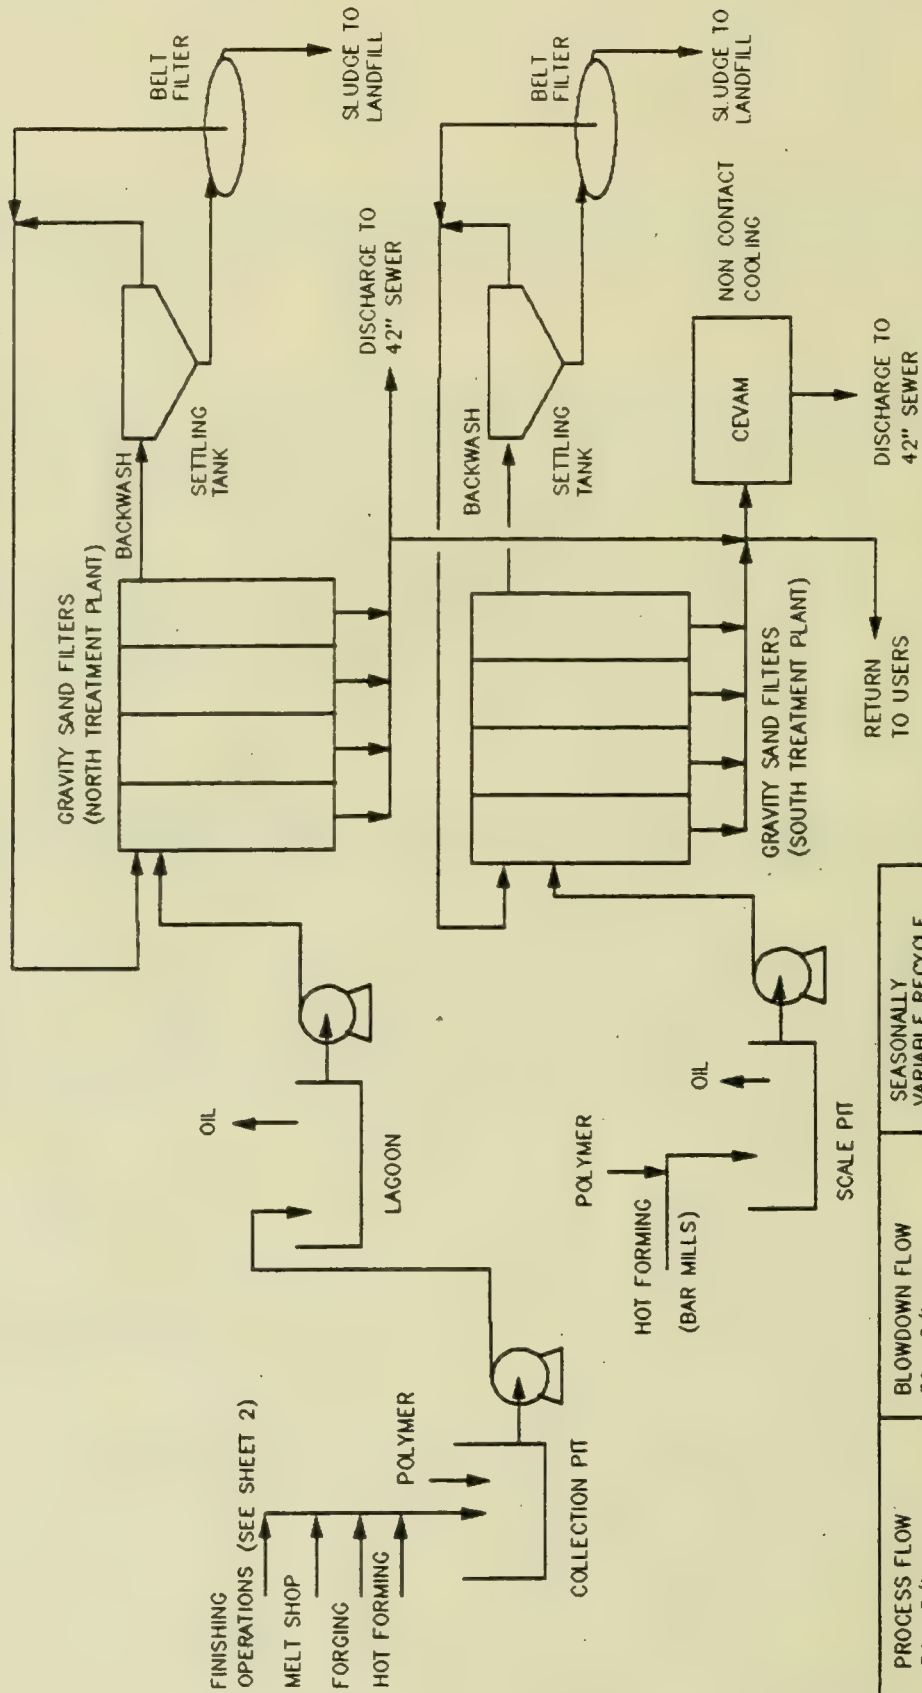 FINISHING
OPERATIONS (SEE SHEET 2)
MELT SHOP
FORGING
HOT FORMING
POLYMER
COLLECTION PIT
OIL
LAGOON
GRAVITY SAND FILTERS
(NORTH TREATMENT PLANT)
BACKWASH
SETTLING
TANK
BELT
FILTER
SLUDGE TO
LANDFILL
DISCHARGE TO
42" SEWER
POLYMER
HOT FORMING
(BAR MILLS)
OIL
SCALE PIT
BACKWASH
SETTLING
TANK
BELT
FILTER
SLUDGE TO
LANDFILL
GRAVITY SAND FILTERS
(SOUTH TREATMENT PLANT)
CEVAM
NON CONTACT
COOLING
DISCHARGE TO
42" SEWER
RETURN
TO USERS
PROCESS FLOW
BLOWDOWN FLOW
SEASONALLY
VARIABLE RECYCLE